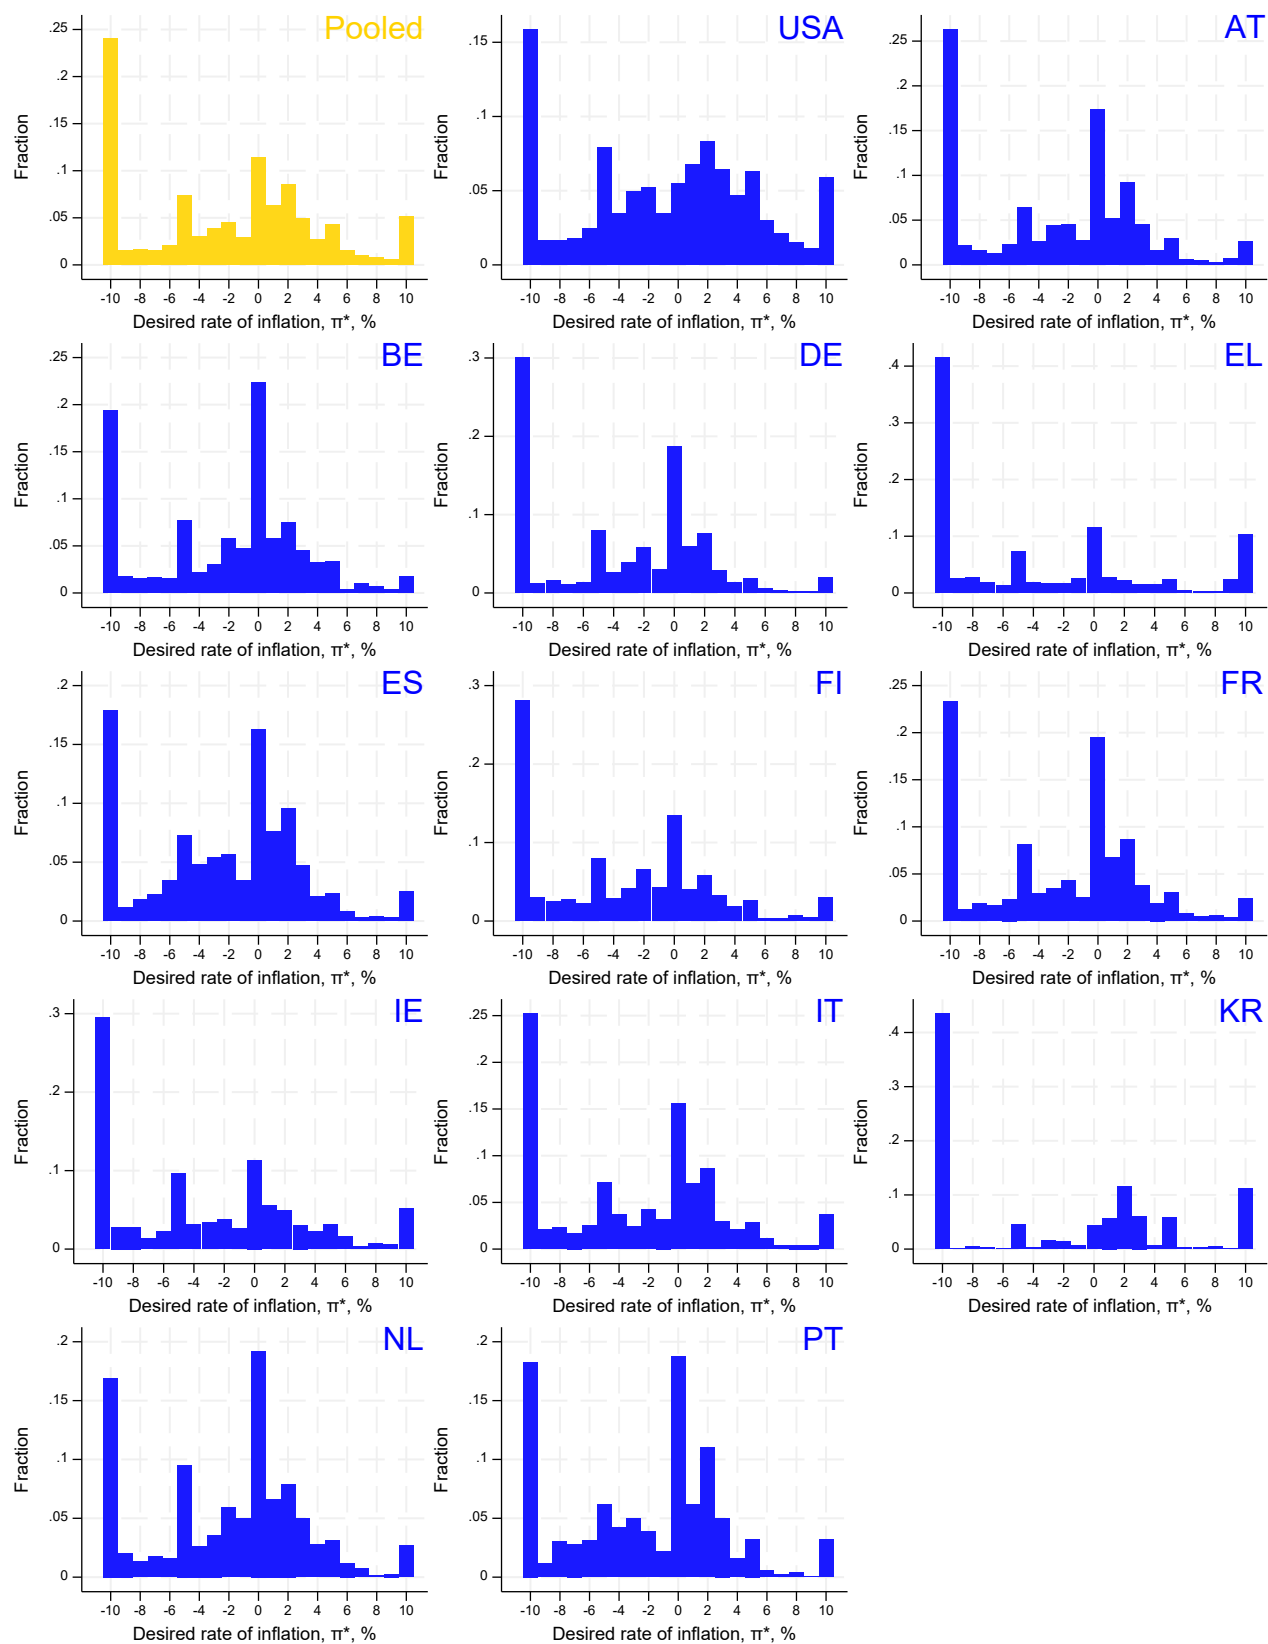 Pooled
Fraction
.25
.2
.15
.1
.05
0
-10 -8 -6 -4 -2 0 2 4 6 8 10
Desired rate of inflation, π*, %
USA
Fraction
.15
.1
.05
0
-10 -8 -6 -4 -2 0 2 4 6 8 10
Desired rate of inflation, π*, %
AT
Fraction
.25
.2
.15
.1
.05
0
-10 -8 -6 -4 -2 0 2 4 6 8 10
Desired rate of inflation, π*, %
BE
Fraction
.25
.2
.15
.1
.05
0
-10 -8 -6 -4 -2 0 2 4 6 8 10
Desired rate of inflation, π*, %
DE
Fraction
.3
.2
.1
0
-10 -8 -6 -4 -2 0 2 4 6 8 10
Desired rate of inflation, π*, %
EL
Fraction
.4
.3
.2
.1
0
-10 -8 -6 -4 -2 0 2 4 6 8 10
Desired rate of inflation, π*, %
ES
Fraction
.2
.15
.1
.05
0
-10 -8 -6 -4 -2 0 2 4 6 8 10
Desired rate of inflation, π*, %
FI
Fraction
.3
.2
.1
0
-10 -8 -6 -4 -2 0 2 4 6 8 10
Desired rate of inflation, π*, %
FR
Fraction
.25
.2
.15
.1
.05
0
-10 -8 -6 -4 -2 0 2 4 6 8 10
Desired rate of inflation, π*, %
IE
Fraction
.3
.2
.1
0
-10 -8 -6 -4 -2 0 2 4 6 8 10
Desired rate of inflation, π*, %
IT
Fraction
.25
.2
.15
.1
.05
0
-10 -8 -6 -4 -2 0 2 4 6 8 10
Desired rate of inflation, π*, %
KR
Fraction
.4
.3
.2
.1
0
-10 -8 -6 -4 -2 0 2 4 6 8 10
Desired rate of inflation, π*, %
NL
Fraction
.2
.15
.1
.05
0
-10 -8 -6 -4 -2 0 2 4 6 8 10
Desired rate of inflation, π*, %
PT
Fraction
.2
.15
.1
.05
0
-10 -8 -6 -4 -2 0 2 4 6 8 10
Desired rate of inflation, π*, %